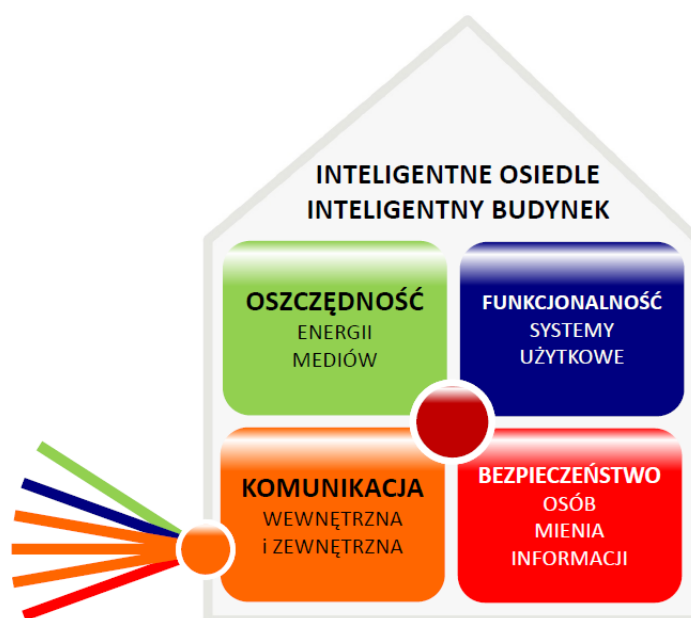 INTELIGENTNE OSIEDLE
INTELIGENTNY BUDYNEK
OSZCZĘDNOŚĆ
ENERGII
MEDIÓW
FUNKCJONALNOŚĆ
SYSTEMY
UŻYTKOWE
KOMUNIKACJA
WEWNĘTRZNA
i ZEWNĘTRZNA
BEZPIECZEŃSTWO
OSÓB
MIENIA
INFORMACJI